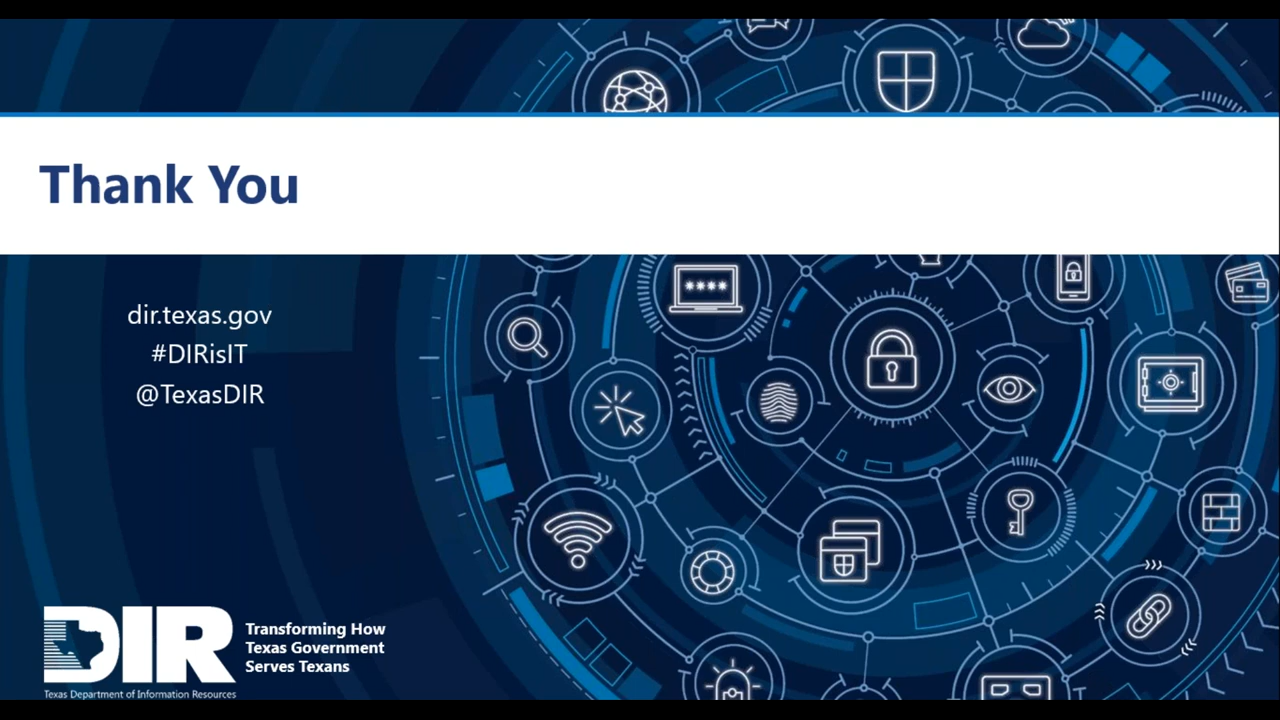 Thank You
dir.texas.gov
#DIRisIT
@TexasDIR
DIR
Texas Department of Information Resources
Transforming How
Texas Government
Serves Texans